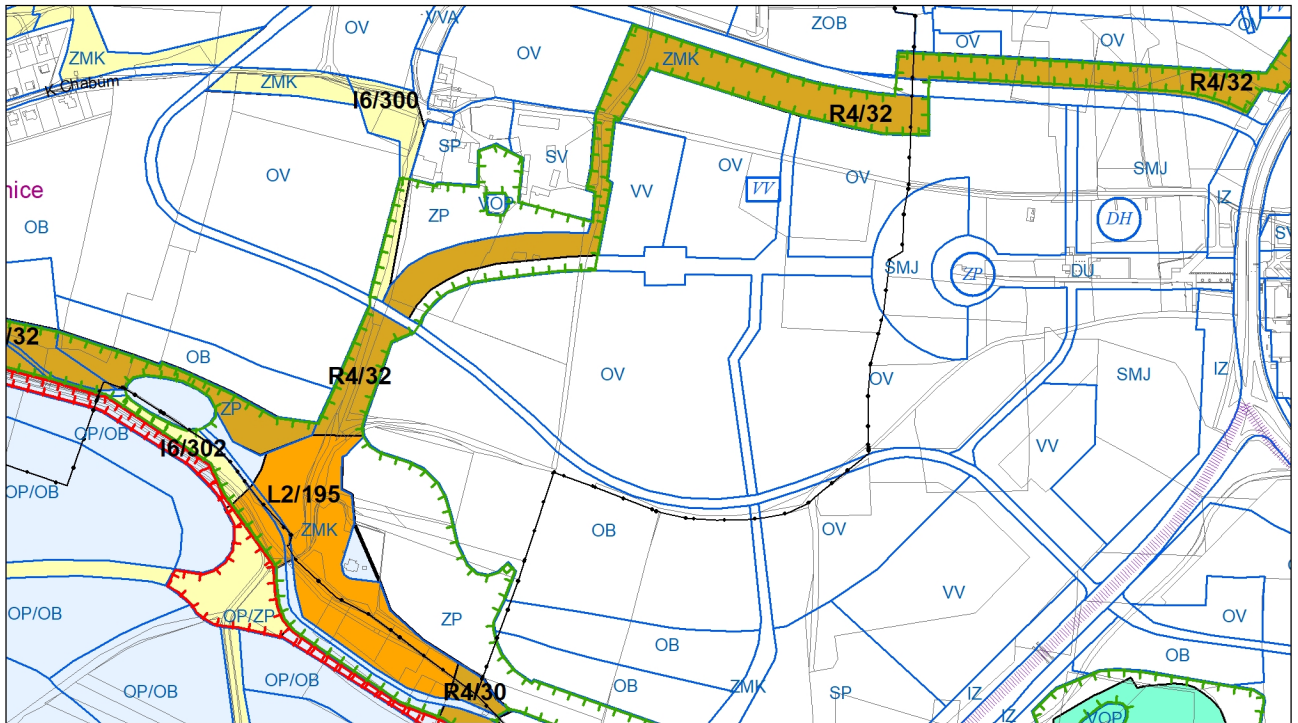 OV
VVA
OV
ZOB
OV
OV
ZMK
ZMK
ZMK
K Chabum
I6/300
R4/32
R4/32
SP
SV
OV
VV
OV
VV
OV
SMJ
IZ
nice
ZP
VOP
OB
DH
SV
SMJ
ZP
DU
/32
OB
R4/32
OV
OV
SMJ
IZ
ZP
OP/OB
I6/302
VV
OP/OB
L2/195
ZMK
OB
OV
OP/OB
OP/ZP
ZP
VV
OV
OB
OB
OP/OB
OP/OB
R4/30
OB
ZMK
SP
IZ
IZ
VOP